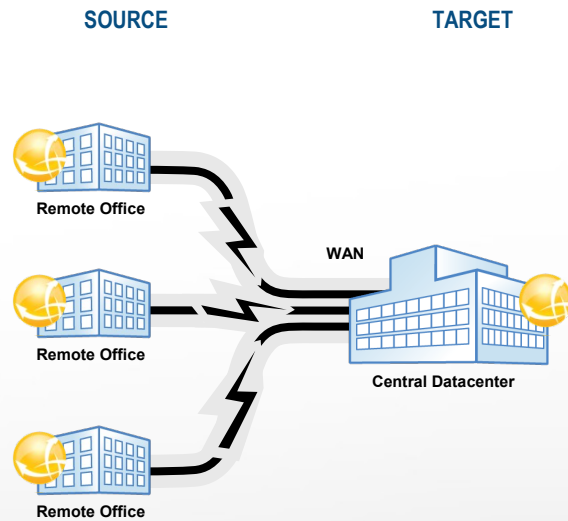 SOURCE
TARGET
Remote Office
WAN
Remote Office
Central Datacenter
Remote Office